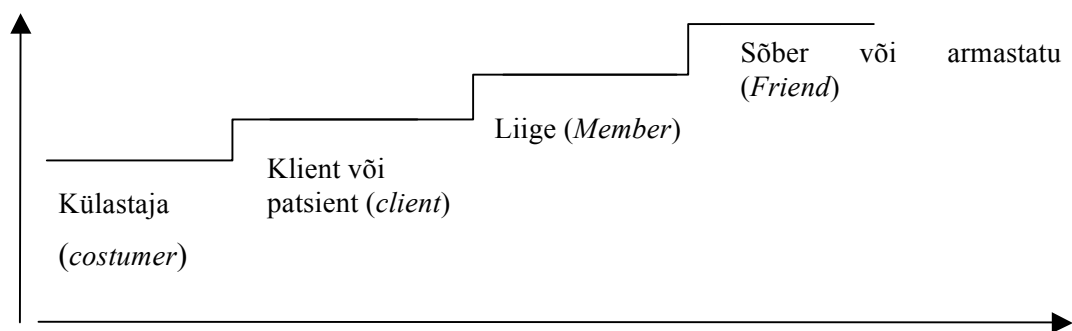 Sõber või armastatu
(Friend)
Liige (Member)
Klient või
patsient (client)
Külastaja
(costumer)